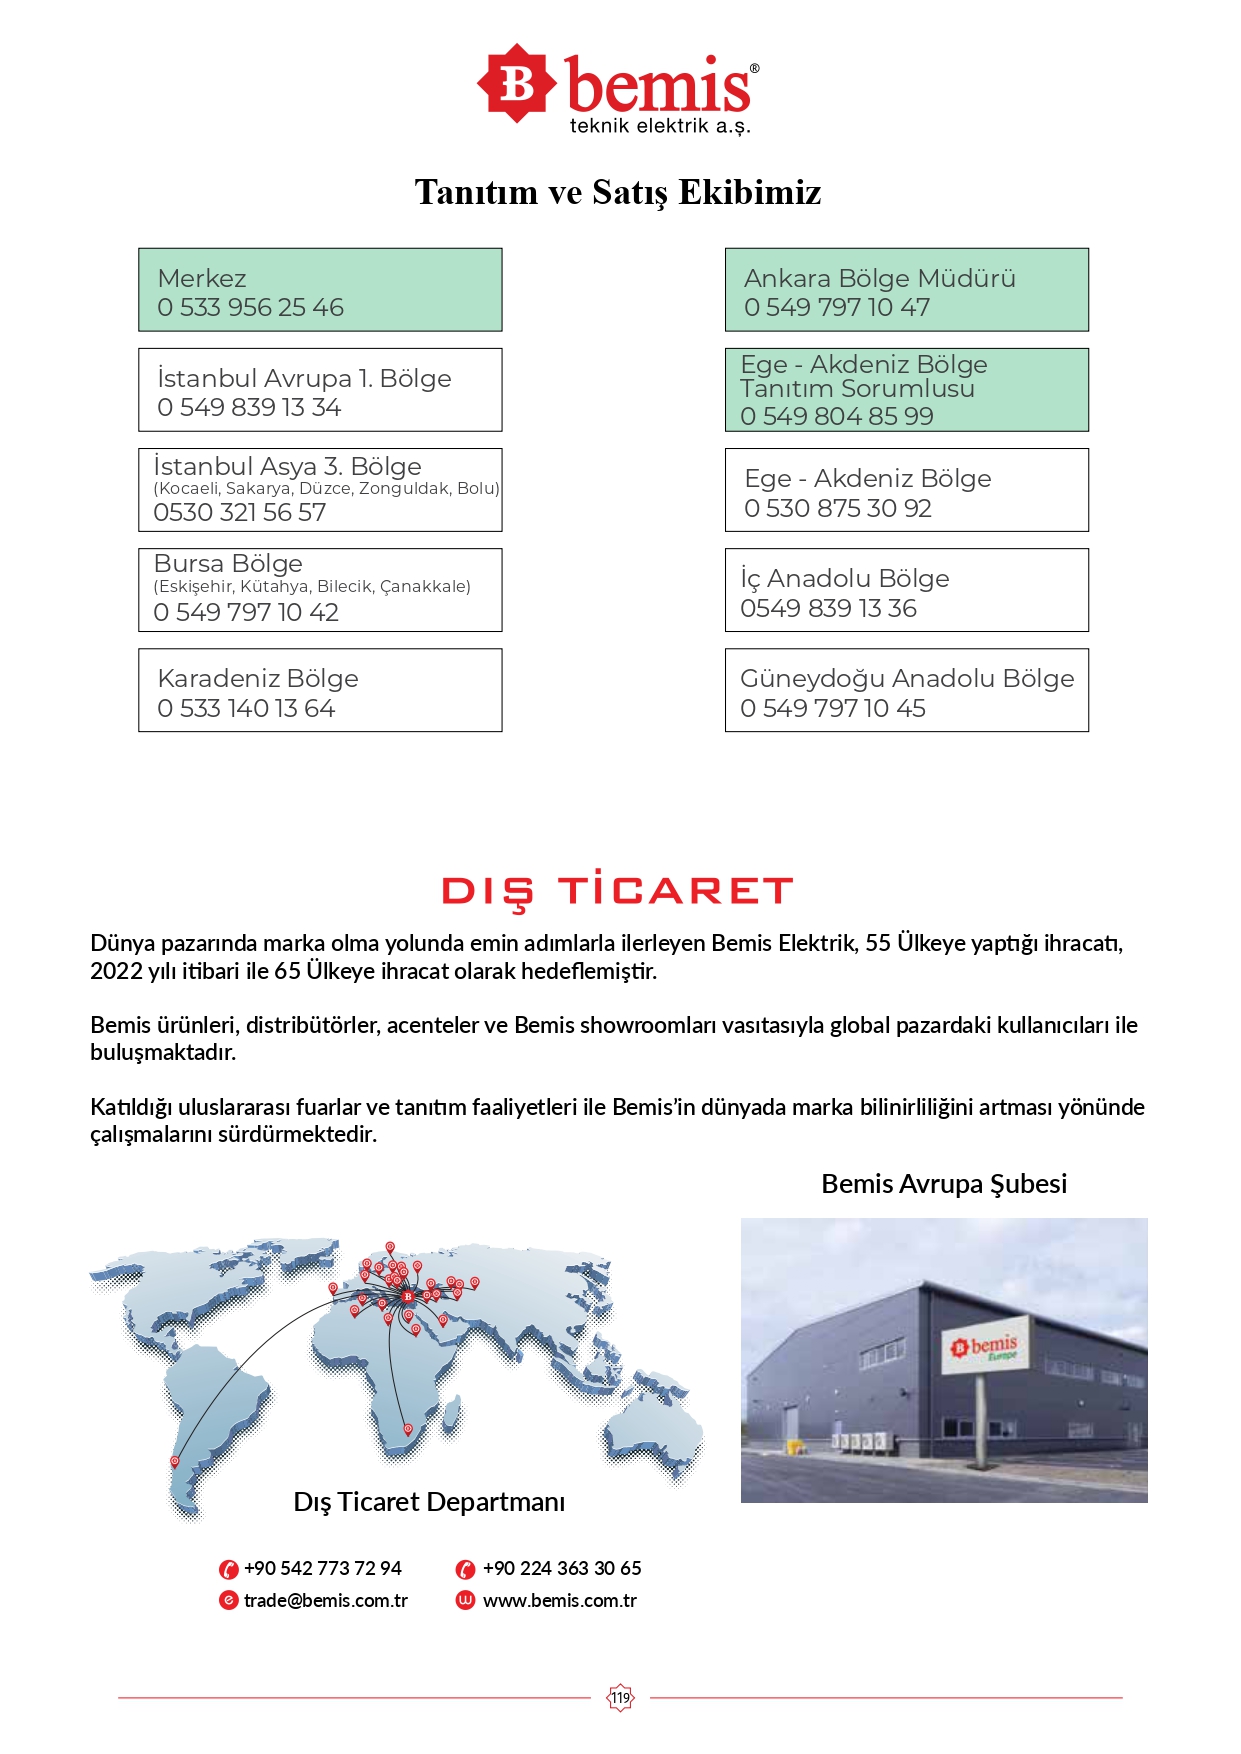 B bemis®
teknik elektrik a.ş.
Tanıtım ve Satış Ekibimiz
Merkez
0 533 956 25 46
İstanbul Avrupa 1. Bölge
0 549 839 13 34
İstanbul Asya 3. Bölge
(Kocaeli, Sakarya, Düzce, Zonguldak, Bolu)
0530 321 56 57
Bursa Bölge
(Eskişehir, Kütahya, Bilecik, Çanakkale)
0 549 797 10 42
Karadeniz Bölge
0 533 140 13 64
Ankara Bölge Müdürü
0 549 797 10 47
Ege - Akdeniz Bölge
Tanıtım Sorumlusu
0 549 804 85 99
Ege - Akdeniz Bölge
0 530 875 30 92
İç Anadolu Bölge
0549 839 13 36
Güneydoğu Anadolu Bölge
0 549 797 10 45
DIŞ TİCARET
Dünya pazarında marka olma yolunda emin adımlarla ilerleyen Bemis Elektrik, 55 Ülkeye yaptığı ihracatı,
2022 yılı itibari ile 65 Ülkeye ihracat olarak hedeflemiştir.
Bemis ürünleri, distribütörler, acenteler ve Bemis showroomları vasıtasıyla global pazardaki kullanıcıları ile
buluşmaktadır.
Katıldığı uluslararası fuarlar ve tanıtım faaliyetleri ile Bemis’in dünyada marka bilinirliliğini artması yönünde
çalışmalarını sürdürmektedir.
Bemis Avrupa Şubesi
B
B bemis
Europe
Dış Ticaret Departmanı
+90 542 773 72 94
+90 224 363 30 65
e trade@bemis.com.tr
w www.bemis.com.tr
119